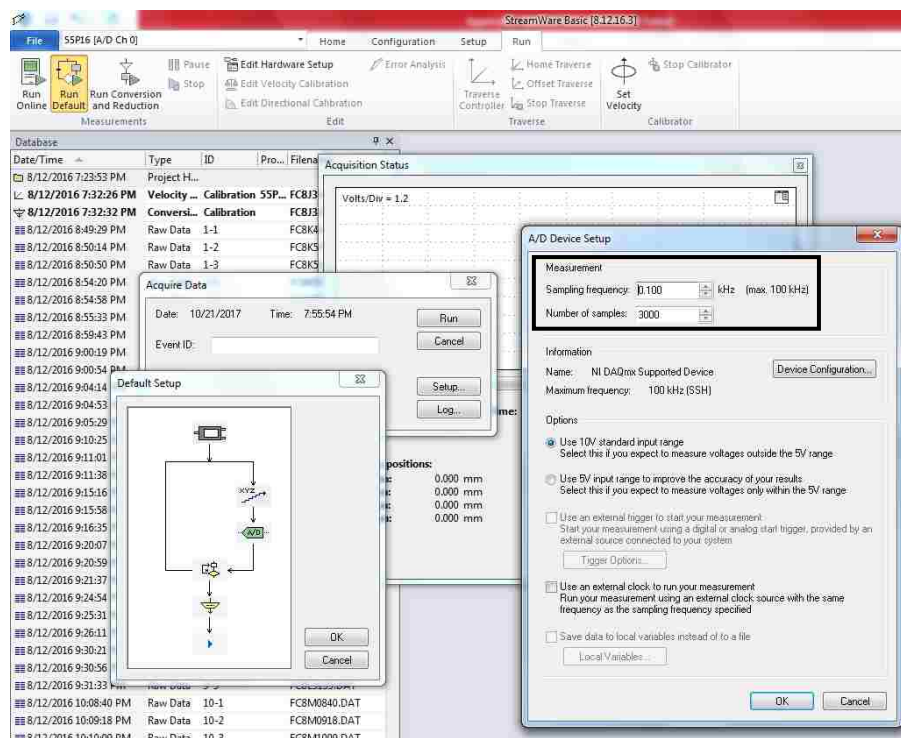 StreamWare Basic [8.12.16.3]
File 55P16 [A/D Ch 0] Home Configuration Setup Run
Run Online
Run Default
Run Conversion and Reduction
Pause
Stop
Measurements
Edit Hardware Setup
Edit Velocity Calibration
Edit Directional Calibration
Error Analysis
Edit
Traverse Controller
Home Traverse
Offset Traverse
Stop Traverse
Traverse
Set Velocity
Stop Calibrator
Calibrator
Database
Date/Time Type ID Pro... Filena
8/12/2016 7:23:53 PM Project H...
8/12/2016 7:32:26 PM Velocity ... Calibration 55P... FC8J3
8/12/2016 7:32:32 PM Conversi... Calibration FC8J3
8/12/2016 8:49:29 PM Raw Data 1-1 FC8K4
8/12/2016 8:50:14 PM Raw Data 1-2 FC8K5
8/12/2016 8:50:50 PM Raw Data 1-3 FC8K5
8/12/2016 8:54:20 PM
8/12/2016 8:54:58 PM
8/12/2016 8:55:33 PM
8/12/2016 8:59:43 PM
8/12/2016 9:00:19 PM
8/12/2016 9:00:54 PM
8/12/2016 9:04:14
8/12/2016 9:04:53
8/12/2016 9:05:29
8/12/2016 9:10:25
8/12/2016 9:11:01
8/12/2016 9:11:38
8/12/2016 9:15:16
8/12/2016 9:15:58
8/12/2016 9:16:35
8/12/2016 9:20:07
8/12/2016 9:20:59
8/12/2016 9:21:37
8/12/2016 9:24:54
8/12/2016 9:25:31
8/12/2016 9:26:11
8/12/2016 9:30:21
8/12/2016 9:30:56
8/12/2016 9:31:33 PM Raw Data
8/12/2016 10:08:40 PM Raw Data 10-1 FC8M0840.DAT
8/12/2016 10:09:18 PM Raw Data 10-2 FC8M0918.DAT
8/12/2016 10:10:09 PM Raw Data 10-3
Acquisition Status
Volts/Div = 1.2
me:
positions:
0.000 mm
0.000 mm
0.000 mm
0.000 mm
Acquire Data
Date: 10/21/2017 Time: 7:55:54 PM
Event ID:
Run
Cancel
Setup...
Log...
Default Setup
XYZ
A/D
OK
Cancel
A/D Device Setup
Measurement
Sampling frequency: 0.100 kHz (max. 100 kHz)
Number of samples: 3000
Information
Name: NI DAQmx Supported Device
Device Configuration...
Maximum frequency: 100 kHz (SSH)
Options
Use 10V standard input range
Select this if you expect to measure voltages outside the 5V range
Use 5V input range to improve the accuracy of your results
Select this if you expect to measure voltages only within the 5V range
Use an external trigger to start your measurement
Start your measurement using a digital or analog start trigger, provided by an
external source connected to your system
Tigger Options...
Use an external clock to run your measurement
Run your measurement using an external clock source with the same
frequency as the sampling frequency specified
Save data to local variables instead of to a file
Local Variables...
OK Cancel